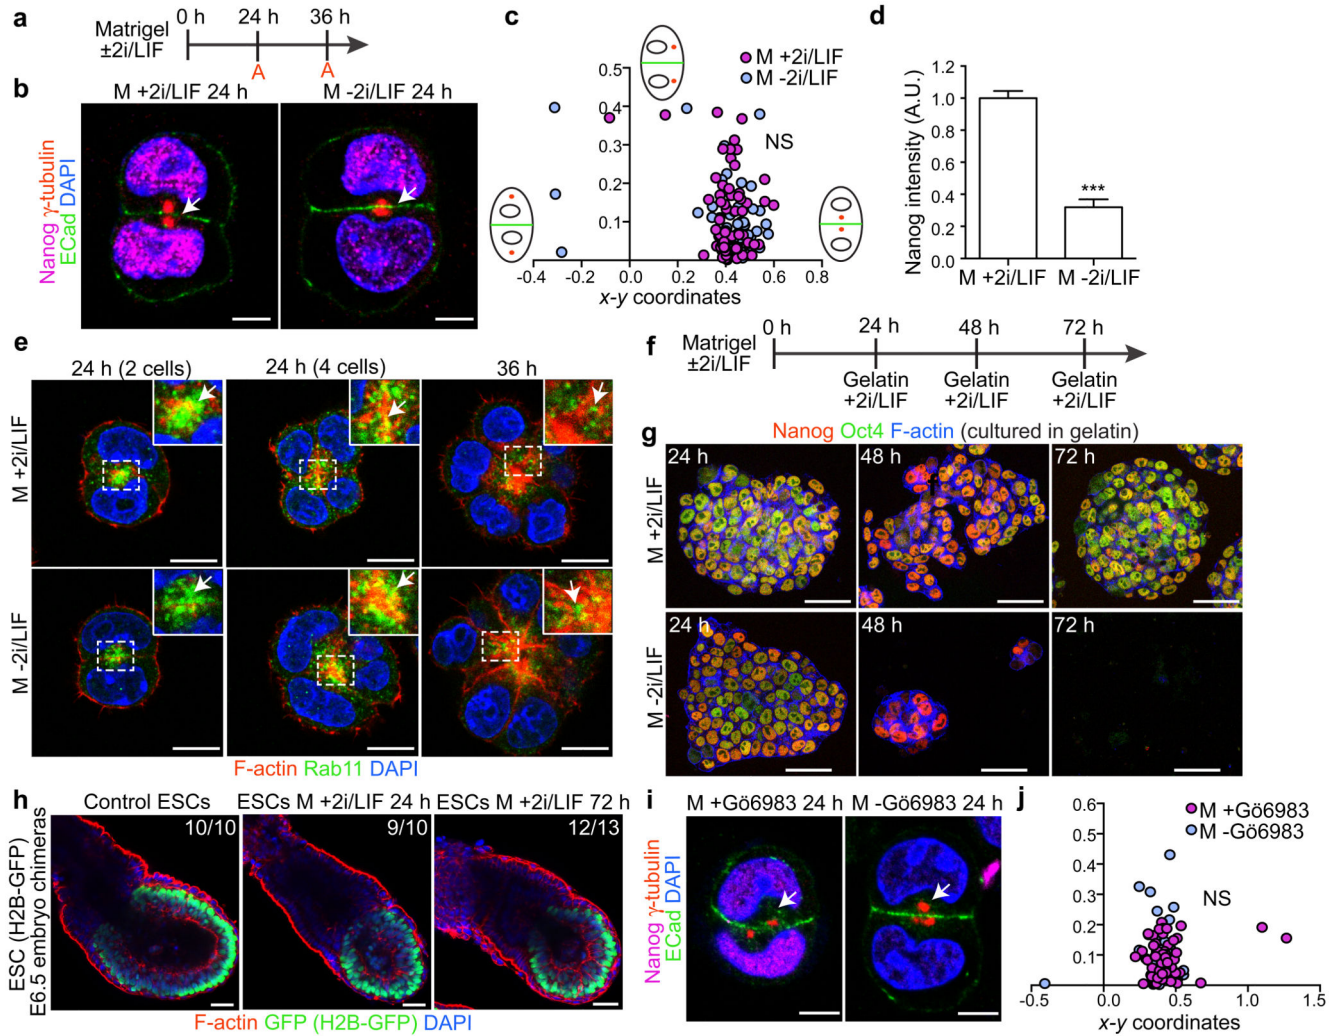 a
0 h 24 h 36 h
Matrigel
±2i/LIF
A A
b
M +2i/LIF 24 h M -2i/LIF 24 h
Nanog γ-tubulin
ECad DAPI
c
M +2i/LIF
M -2i/LIF
0.5
0.4
0.3
0.2
0.1
NS
-0.4 -0.2 0.0 0.2 0.4 0.6 0.8
x-y coordinates
d
Nanog intensity (A.U.)
1.2
1.0
0.8
0.6
0.4
0.2
0.0
***
M +2i/LIF M -2i/LIF
e
24 h (2 cells) 24 h (4 cells) 36 h
M +2i/LIF
M -2i/LIF
F-actin Rab11 DAPI
f
0 h 24 h 48 h 72 h
Matrigel
±2i/LIF
Gelatin Gelatin Gelatin
+2i/LIF +2i/LIF +2i/LIF
g
Nanog Oct4 F-actin (cultured in gelatin)
M +2i/LIF
24 h 48 h 72 h
M -2i/LIF
24 h 48 h 72 h
h
Control ESCs ESCs M +2i/LIF 24 h ESCs M +2i/LIF 72 h
10/10 9/10 12/13
ESC (H2B-GFP)
E6.5 embryo chimeras
F-actin GFP (H2B-GFP) DAPI
i
M +Gö6983 24 h M -Gö6983 24 h
Nanog γ-tubulin
ECad DAPI
j
M +Gö6983
M -Gö6983
0.6
0.5
0.4
0.3
0.2
0.1
NS
-0.5 0.0 0.5 1.0 1.5
x-y coordinates